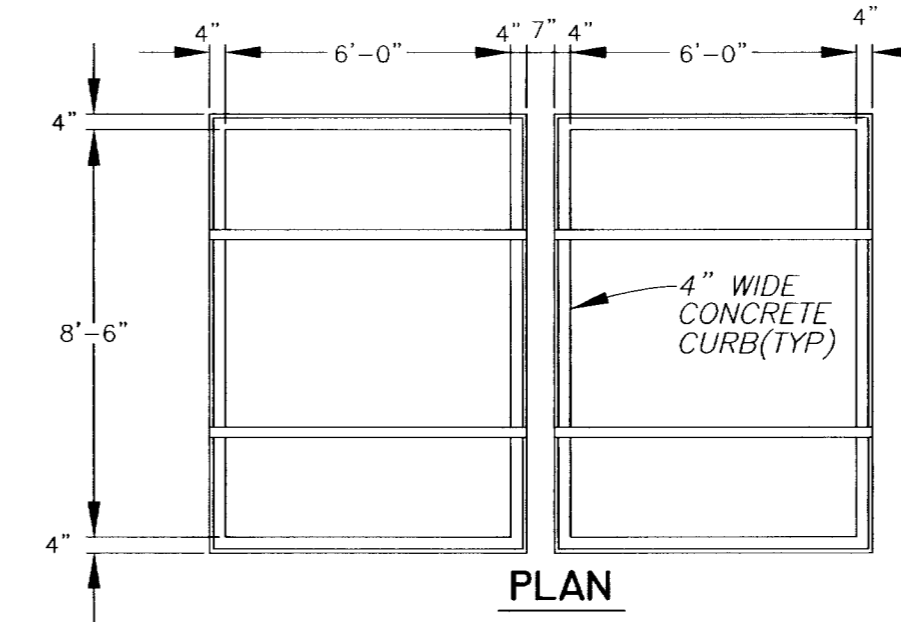 4" 6'-0" 4" 7" 4" 6'-0" 4"
4"
8'-6"
4" WIDE
CONCRETE
CURB(TYP)
4"
PLAN